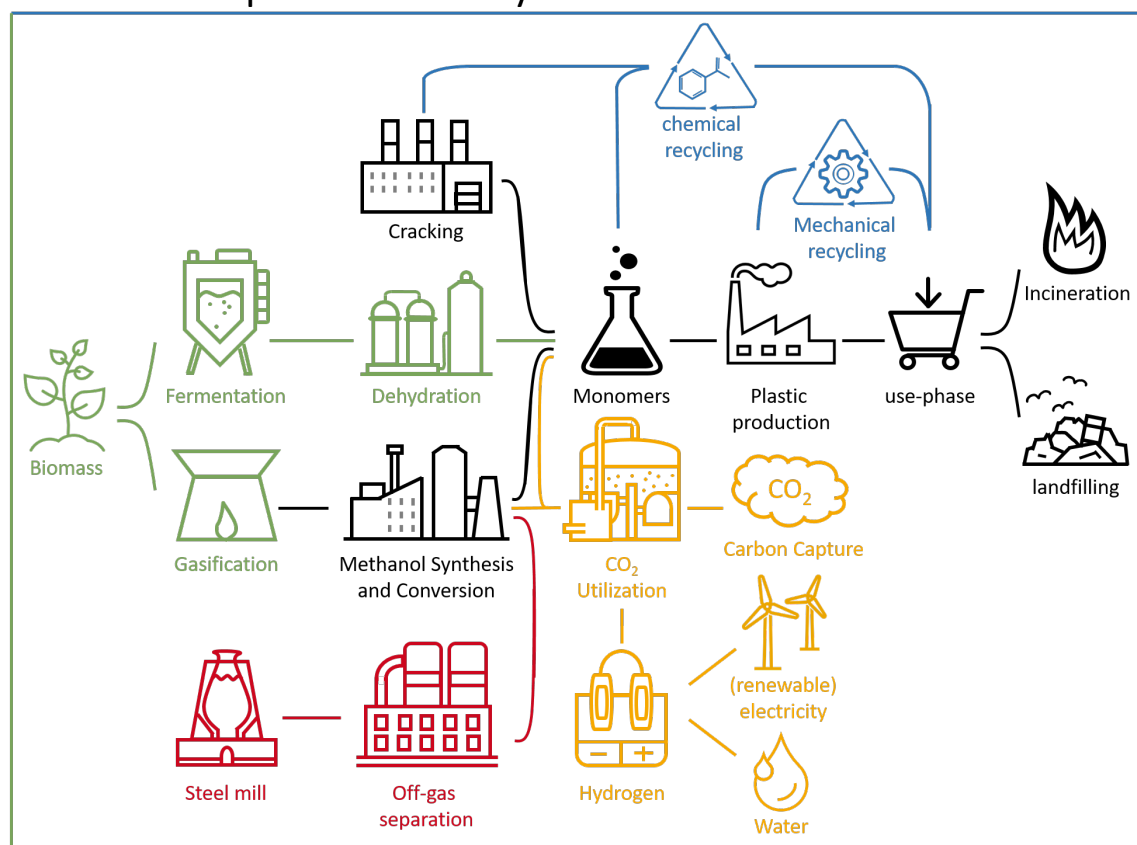 chemical
recycling
Mechanical
recycling
Cracking
Incineration
Fermentation
Dehydration
Monomers
Plastic
production
use-phase
Biomass
landfilling
CO₂
Gasification
Methanol Synthesis
and Conversion
CO₂
Utilization
Carbon Capture
(renewable)
electricity
Steel mill
Off-gas
separation
Hydrogen
Water